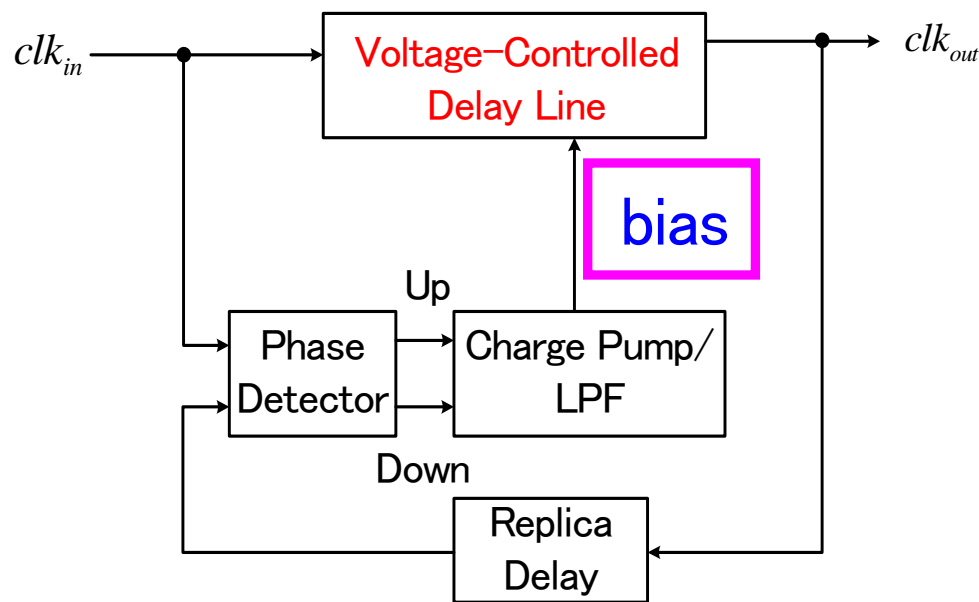 clk_in
Voltage-Controlled
Delay Line
clk_out
bias
Up
Phase
Detector
Charge Pump/
LPF
Down
Replica
Delay